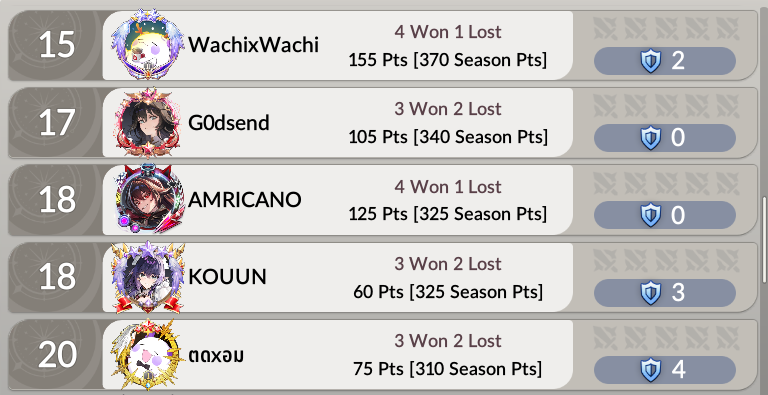 15
WachixWachi
4 Won 1 Lost
155 Pts [370 Season Pts]
2
17
G0dsend
3 Won 2 Lost
105 Pts [340 Season Pts]
0
18
AMRICANO
4 Won 1 Lost
125 Pts [325 Season Pts]
0
18
KOUUN
3 Won 2 Lost
60 Pts [325 Season Pts]
3
20
ตดxอม
3 Won 2 Lost
75 Pts [310 Season Pts]
4